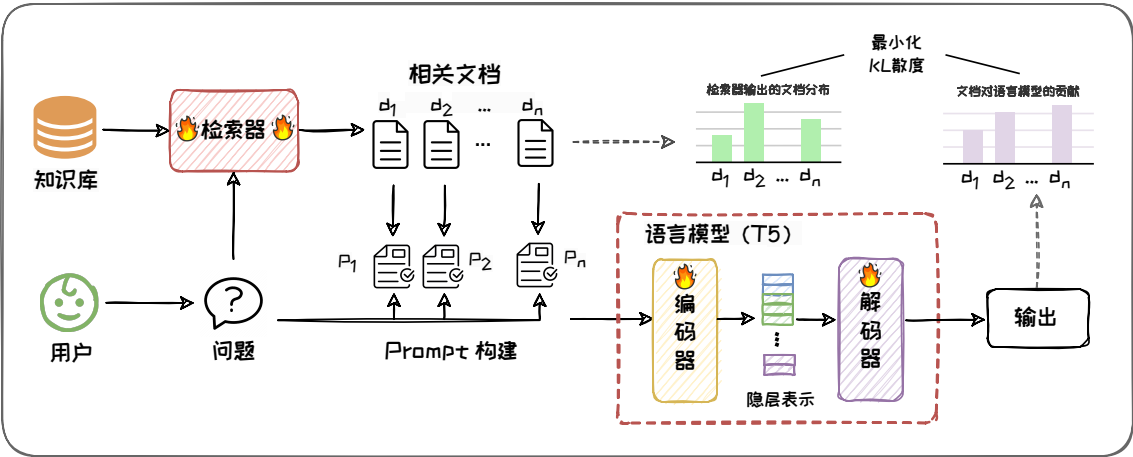 最小化
KL散度
相关文档
d1
d2
...
dn
检索器输出的文档分布
文档对语言模型的贡献
检索器
...
知识库
d1
d2
...
dn
d1
d2
...
dn
语言模型（T5）
P1
P2
Pn
?
编
码
器
解
码
器
输出
用户
问题
Prompt 构建
隐层表示